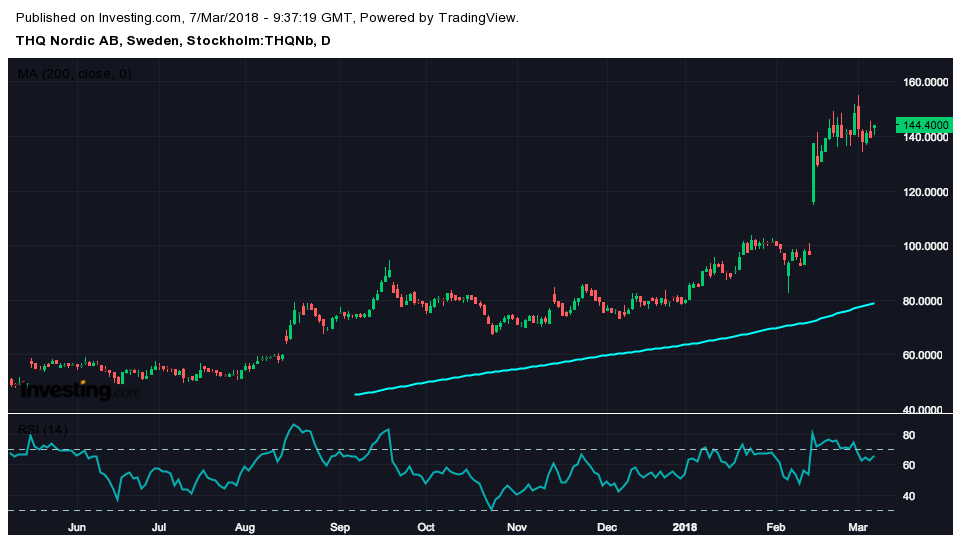 Published on Investing.com, 7/Mar/2018 - 9:37:19 GMT, Powered by TradingView.
THQ Nordic AB, Sweden, Stockholm:THQNb, D
MA (200, close, 0)
160.0000
144.4000
140.0000
120.0000
100.0000
80.0000
60.0000
40.0000
Investing.com
RSI (14)
80
60
40
Jun Jul Aug Sep Oct Nov Dec 2018 Feb Mar